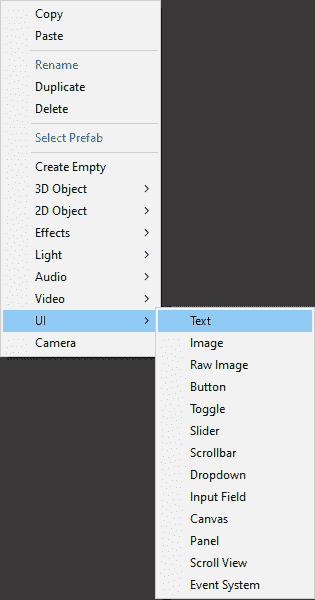 Copy
Paste
Rename
Duplicate
Delete
Select Prefab
Create Empty
3D Object
2D Object
Effects
Light
Audio
Video
UI
Camera
Text
Image
Raw Image
Button
Toggle
Slider
Scrollbar
Dropdown
Input Field
Canvas
Panel
Scroll View
Event System